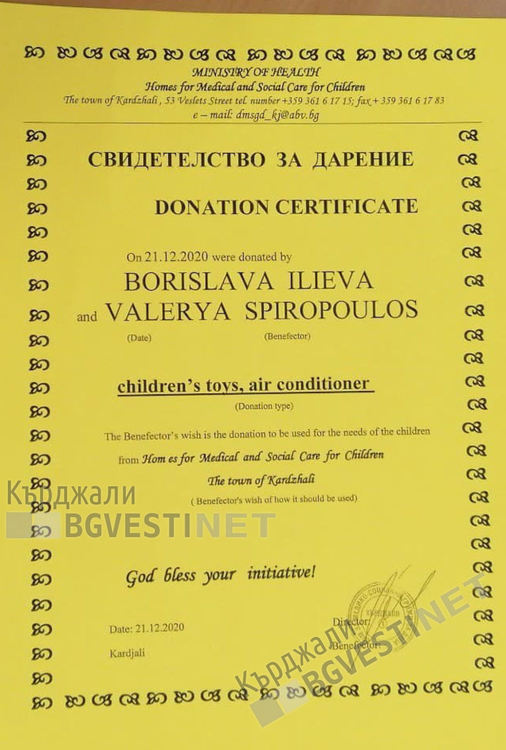 MINISTRY OF HEALTH
Homes for Medical and Social Care for Children
The town of Kardzhali , 53 Veslets Street tel. number +359 361 6 17 15; fax + 359 361 6 17 83
e – mail: dmsgd_kj@abv.bg
СВИДЕТЕЛСТВО ЗА ДАРЕНИЕ
DONATION CERTIFICATE
On 21.12.2020 were donated by
BORISLAVA ILIEVA
and VALERYA SPIROPOULOS
(Date) (Benefector)
children's toys, air conditioner
(Donation type)
The Benefector's wish is the donation to be used for the needs of the children
from Hom es for Medical and Social Care for Children
The town of Kardzhali
( Benefector's wish of how it should be used)
Кърджали
BGVESTINET
God bless your initiative!
Date: 21.12.2020
Director:
Kardjali
Benefector:
Кърджали
BGVESTINET